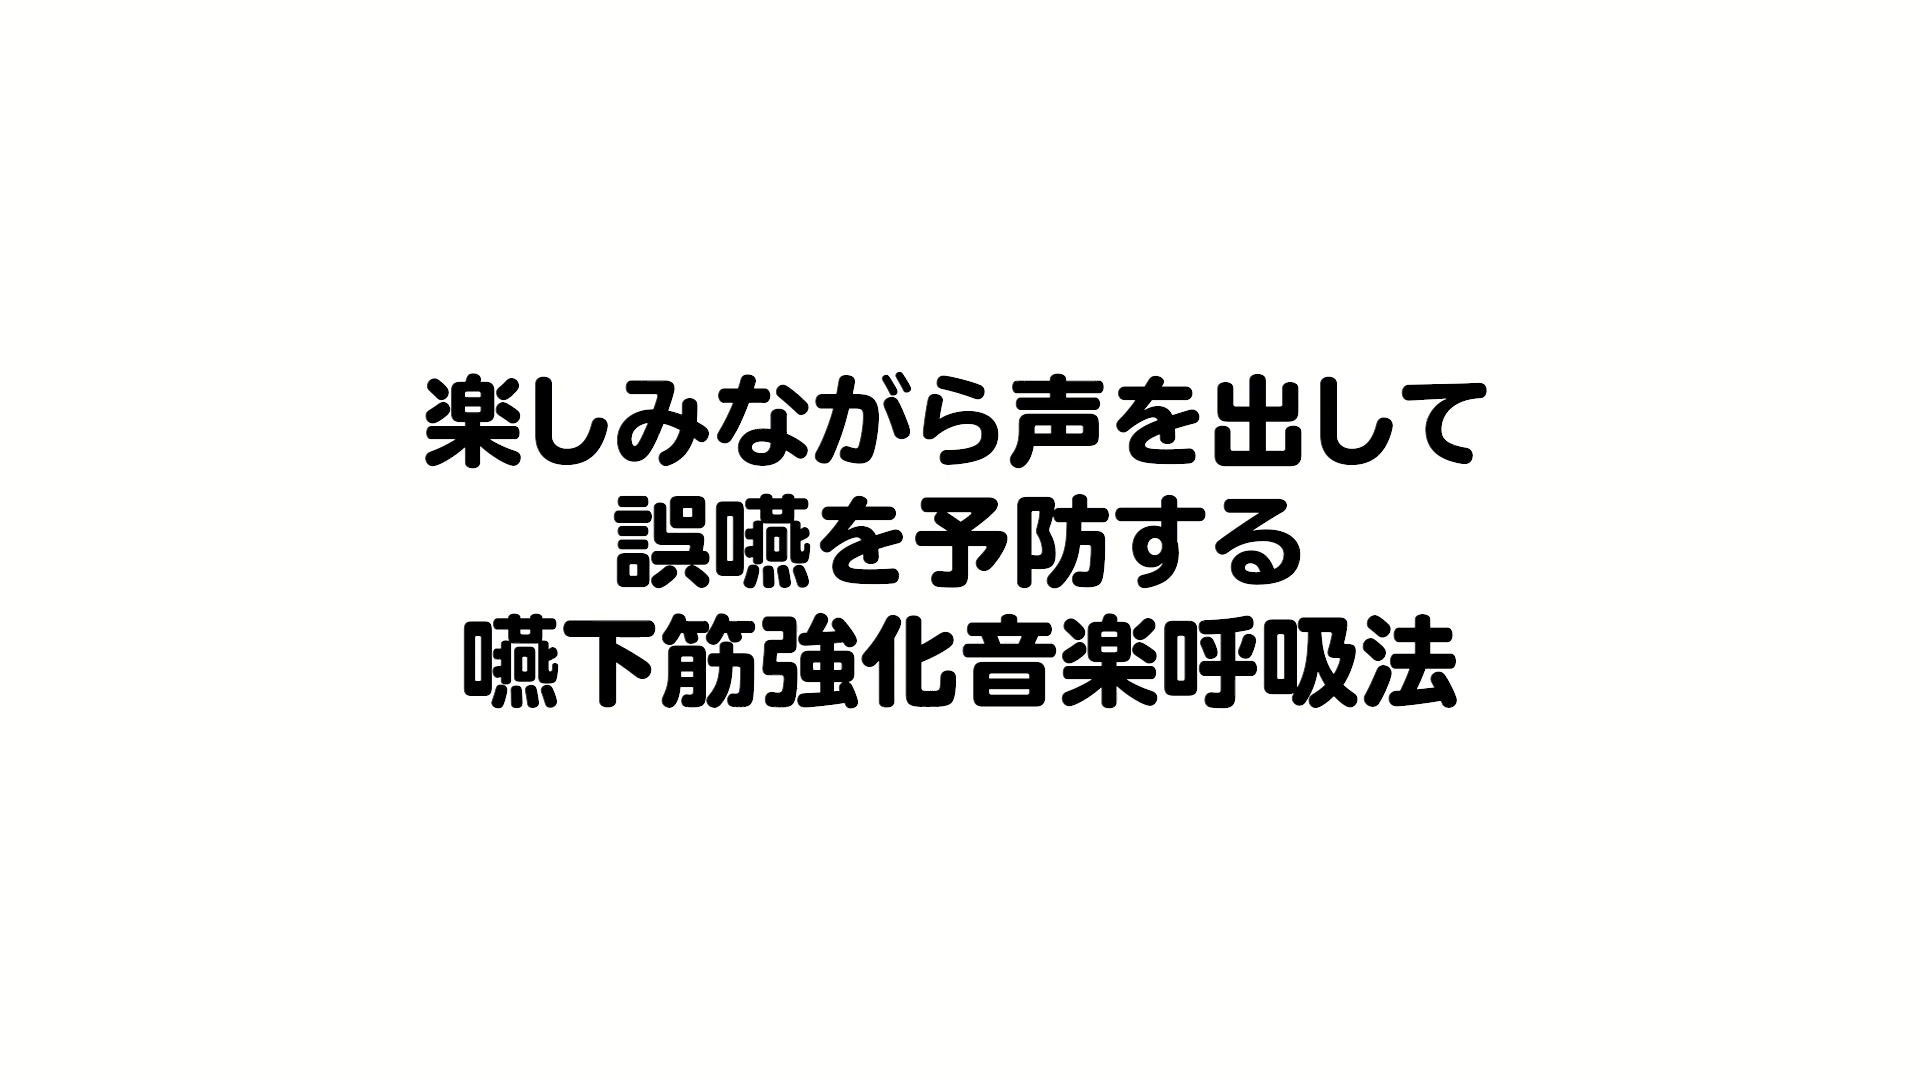 楽しみながら声を出して
誤嚥を予防する
嚥下筋強化音楽呼吸法